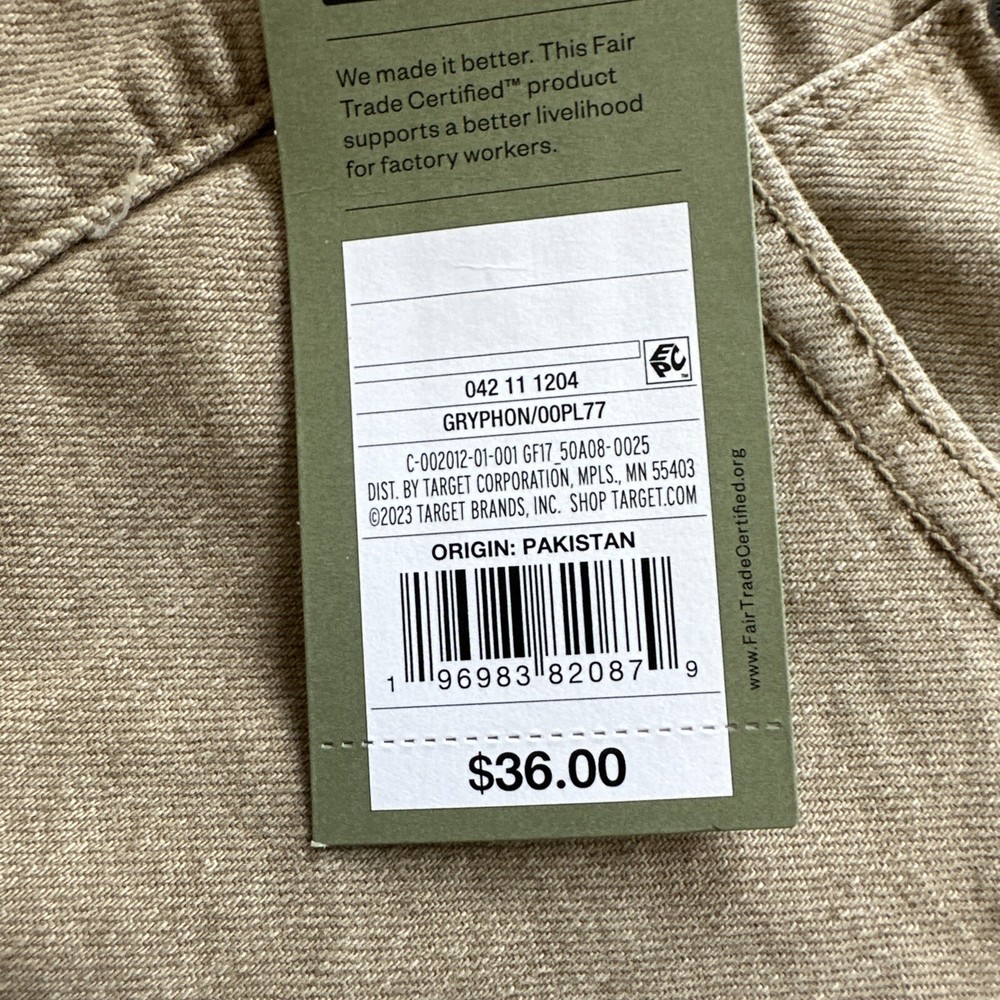 We made it better. This Fair
Trade Certified™ product
supports a better livelihood
for factory workers.
EPC™
042 11 1204
GRYPHON/00PL77
C-002012-01-001 GF17_50A08-0025
DIST. BY TARGET CORPORATION, MPLS., MN 55403
©2023 TARGET BRANDS, INC. SHOP TARGET.COM
ORIGIN: PAKISTAN
1 96983 82087 9
$36.00
www.FairTradeCertified.org